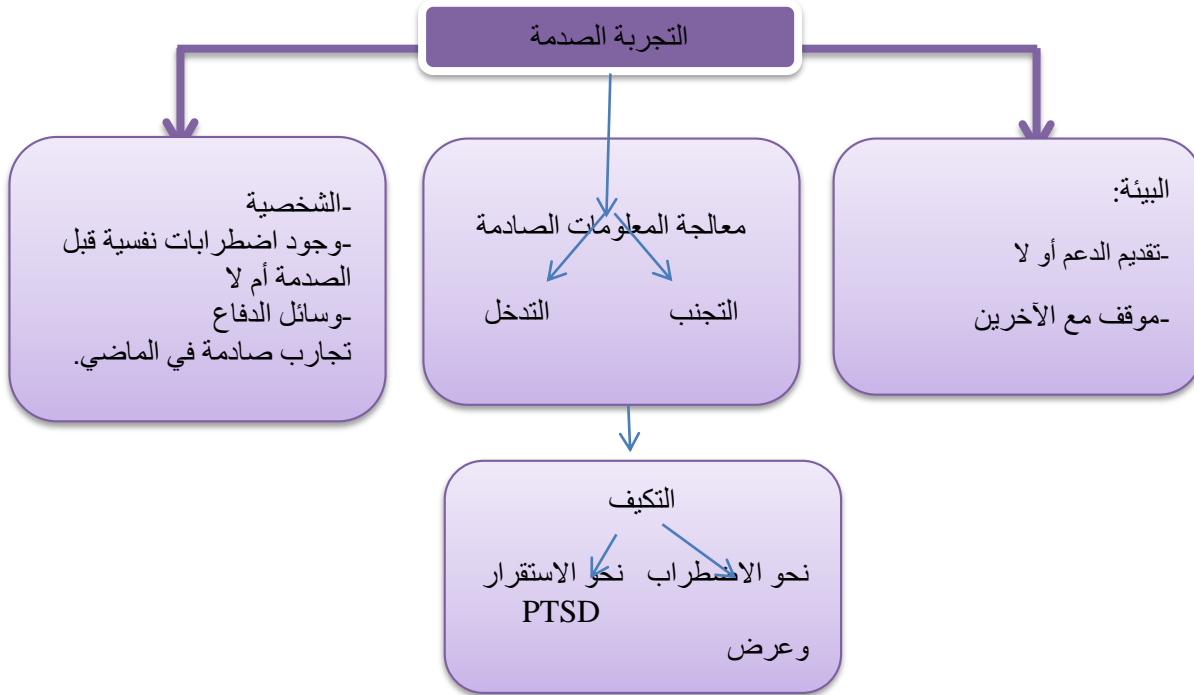 التجربة الصدمة
البيئة:
-تقديم الدعم أو لا
-موقف مع الآخرين
معالجة المعلومات الصادمة
التجنب
التدخل
-الشخصية
-وجود اضطرابات نفسية قبل
الصدمة أم لا
-وسائل الدفاع
تجارب صادمة في الماضي.
التكيف
نحو الاضطراب نحو الاستقرار
PTSD
وعرض